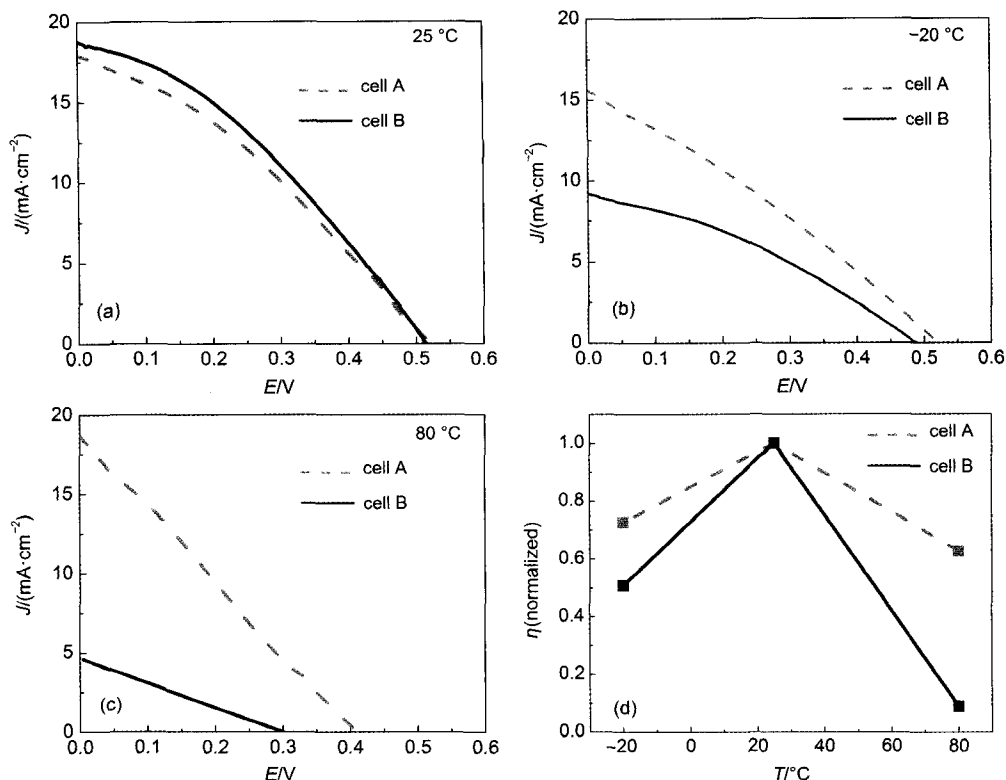 25 °C
cell A
cell B
J/(mA·cm⁻²)
20
15
10
5
0
(a)
0.0 0.1 0.2 0.3 0.4 0.5 0.6
E/V
−20 °C
cell A
cell B
J/(mA·cm⁻²)
20
15
10
5
0
(b)
0.0 0.1 0.2 0.3 0.4 0.5 0.6
E/V
80 °C
cell A
cell B
J/(mA·cm⁻²)
20
15
10
5
0
(c)
0.0 0.1 0.2 0.3 0.4 0.5 0.6
E/V
cell A
cell B
η(normalized)
1.0
0.8
0.6
0.4
0.2
0.0
(d)
−20 0 20 40 60 80
T/°C